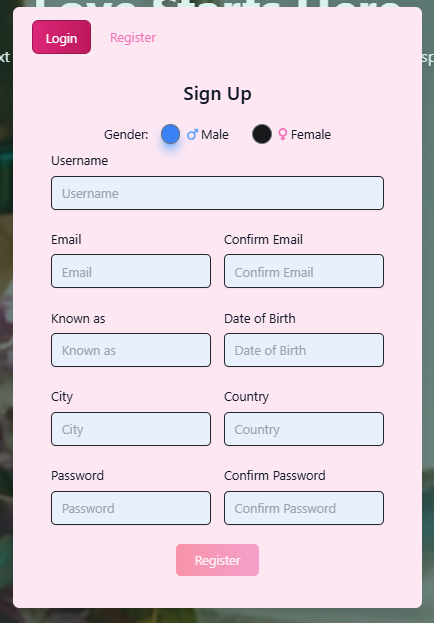 Love Starts Here
Login Register
xt
sp
Sign Up
Gender: ♂ Male ♀ Female
Username
Username
Email Confirm Email
Email Confirm Email
Known as Date of Birth
Known as Date of Birth
City Country
City Country
Password Confirm Password
Password Confirm Password
Register